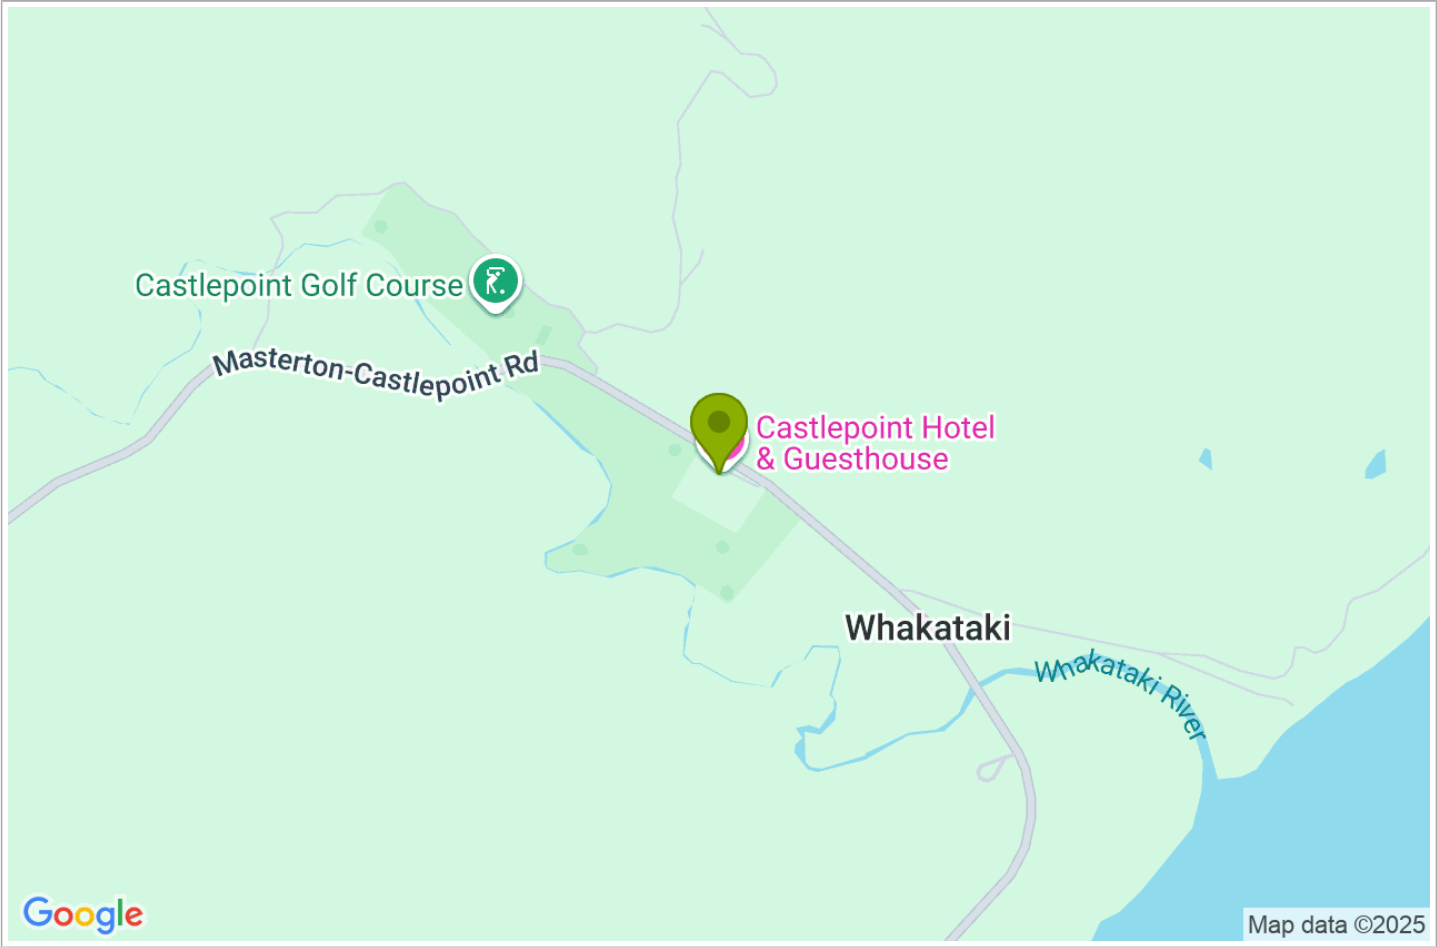 Castlepoint Golf Course
Masterton-Castlepoint Rd
Castlepoint Hotel
& Guesthouse
Whakataki
Whakataki River
Google
Map data ©2025